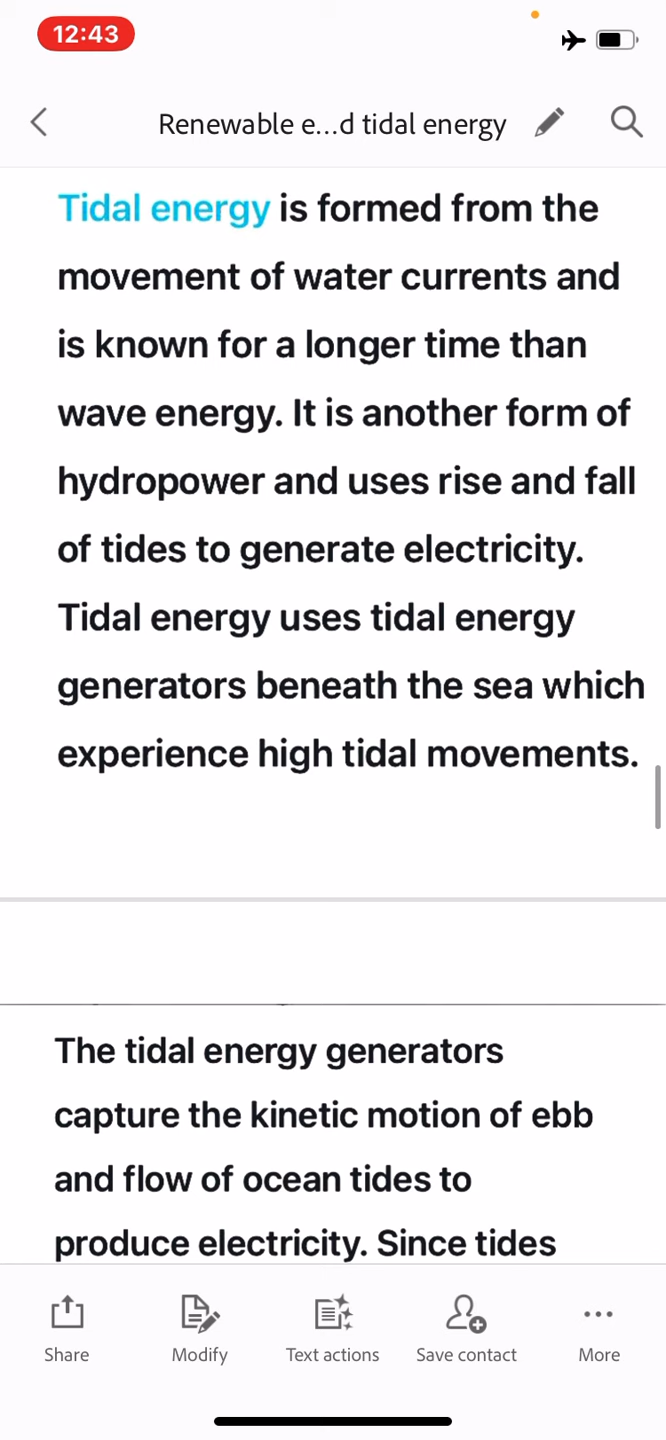 12:43
Renewable e...d tidal energy
Tidal energy is formed from the
movement of water currents and
is known for a longer time than
wave energy. It is another form of
hydropower and uses rise and fall
of tides to generate electricity.
Tidal energy uses tidal energy
generators beneath the sea which
experience high tidal movements.
The tidal energy generators
capture the kinetic motion of ebb
and flow of ocean tides to
produce electricity. Since tides
Share
Modify
Text actions
Save contact
More